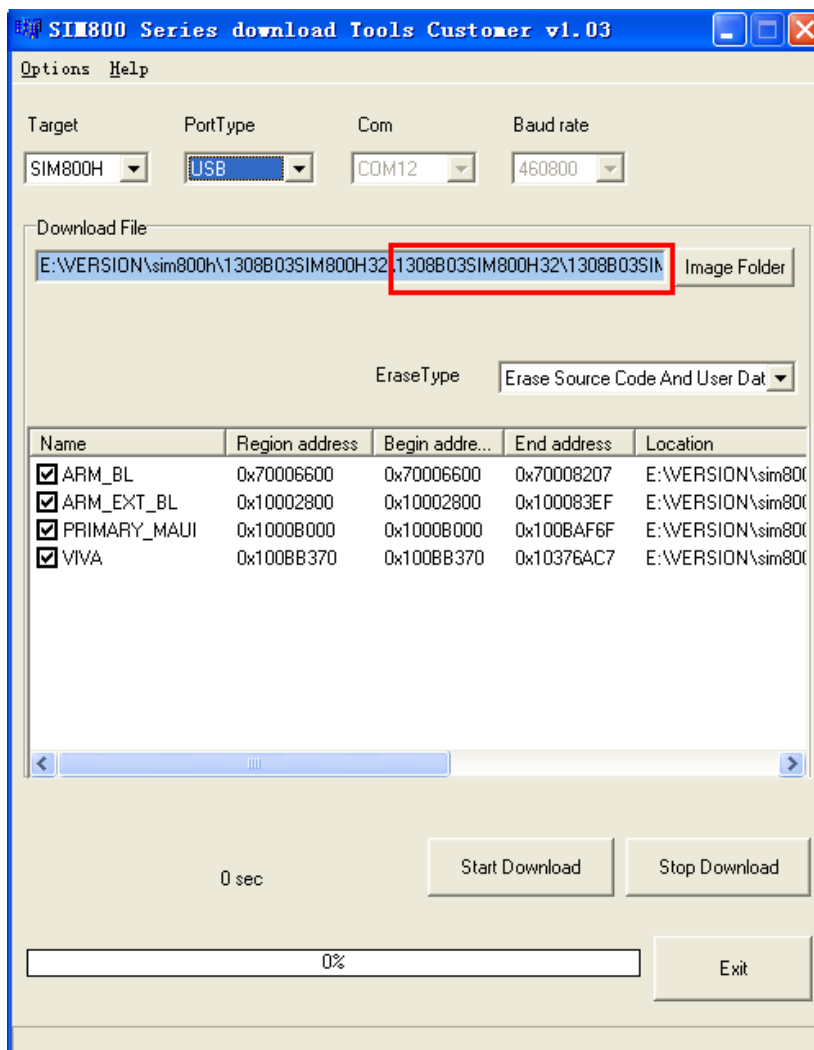 SIM800 Series download Tools Customer v1.03
Options Help
Target PortType Com Baud rate
SIM800H USB COM12 460800
Download File
E:\VERSION\sim800h\1308B03SIM800H32\1308B03SIM800H32\1308B03SIM Image Folder
EraseType Erase Source Code And User Dat
Name Region address Begin addre... End address Location
ARM_BL 0x70006600 0x70006600 0x70008207 E:\VERSION\sim800
ARM_EXT_BL 0x10002800 0x10002800 0x100083EF E:\VERSION\sim800
PRIMARY_MAUI 0x1000B000 0x1000B000 0x100BAF6F E:\VERSION\sim800
VIVA 0x100BB370 0x100BB370 0x10376AC7 E:\VERSION\sim800
0 sec Start Download Stop Download
0% Exit